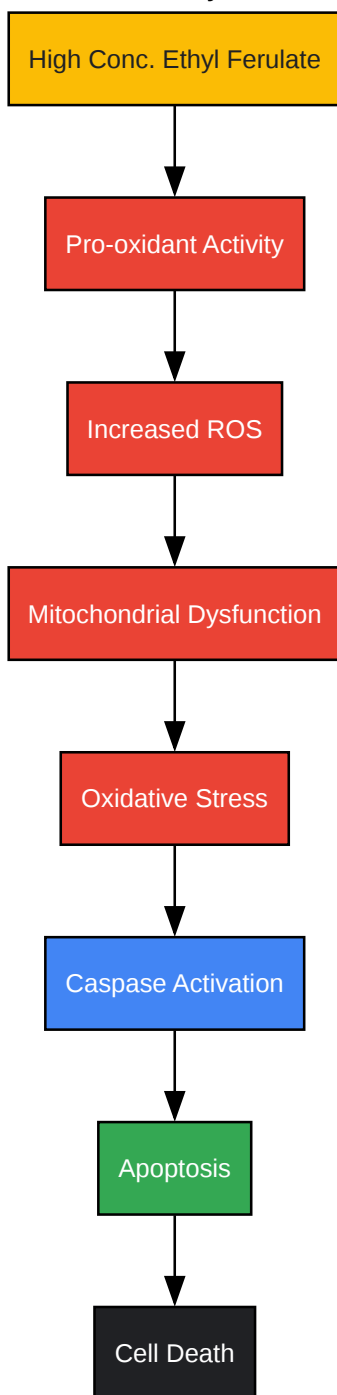 High Conc. Ethyl Ferulate
Pro-oxidant Activity
Increased ROS
Mitochondrial Dysfunction
Oxidative Stress
Caspase Activation
Apoptosis
Cell Death